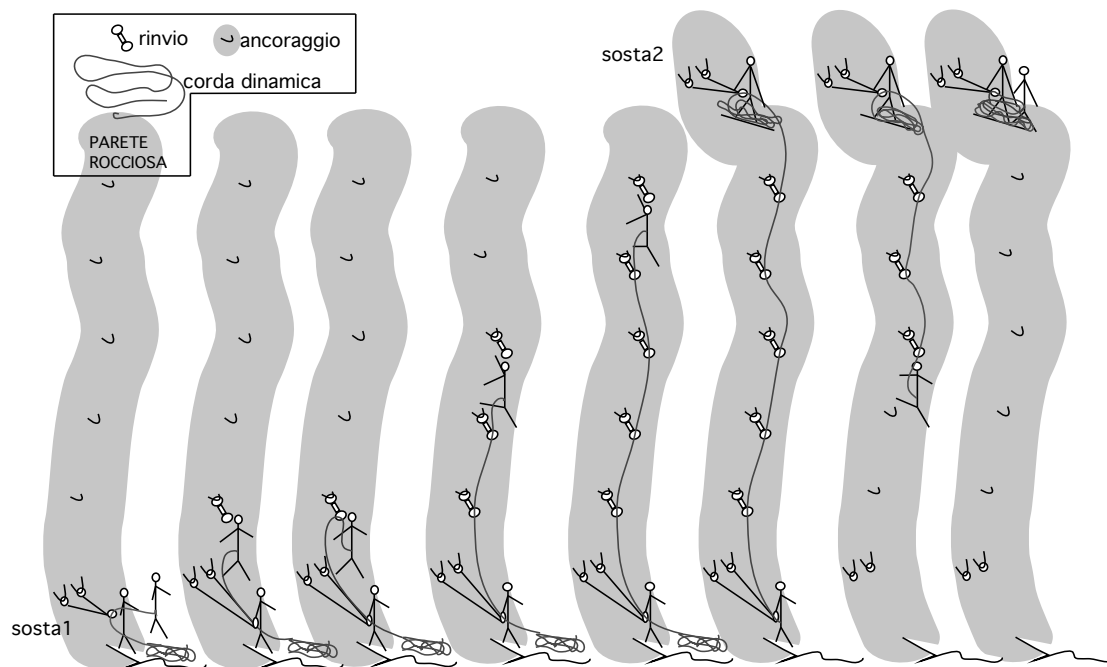 rinvio
ancoraggio
corda dinamica
PARETE
ROCCIOSA
sosta2
sosta1